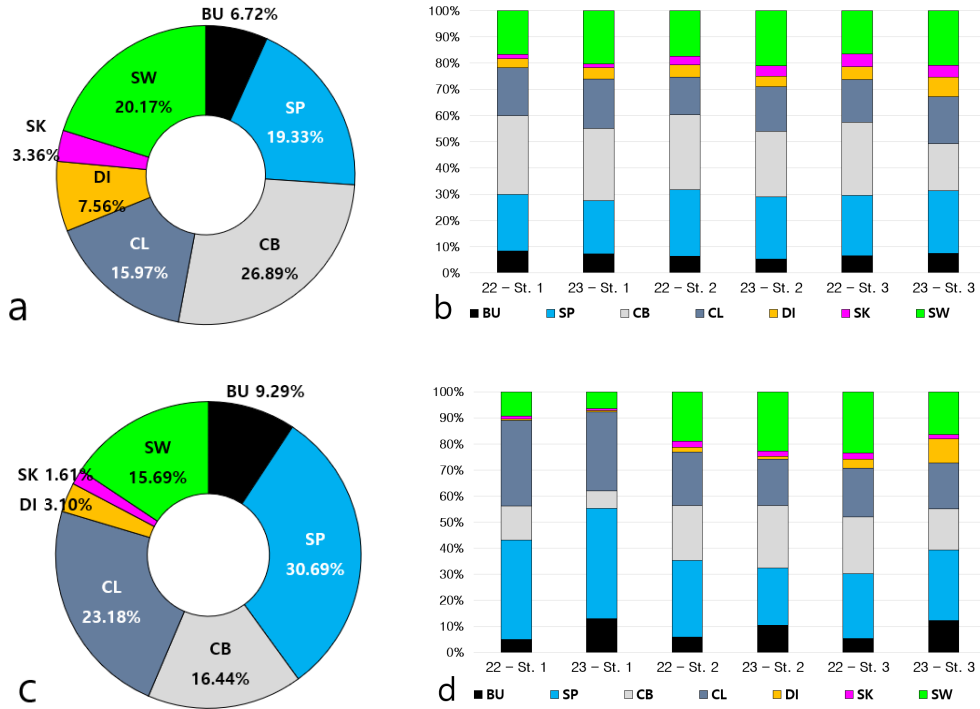 BU 6.72%
SP
19.33%
CB
26.89%
CL
15.97%
DI
7.56%
SK
3.36%
SW
20.17%
a
100%
90%
80%
70%
60%
50%
40%
30%
20%
10%
0%
22 – St. 1 23 – St. 1 22 – St. 2 23 – St. 2 22 – St. 3 23 – St. 3
BU SP CB CL DI SK SW
b
BU 9.29%
SP
30.69%
CB
16.44%
CL
23.18%
DI 3.10%
SK 1.61%
SW
15.69%
c
100%
90%
80%
70%
60%
50%
40%
30%
20%
10%
0%
22 – St. 1 23 – St. 1 22 – St. 2 23 – St. 2 22 – St. 3 23 – St. 3
BU SP CB CL DI SK SW
d